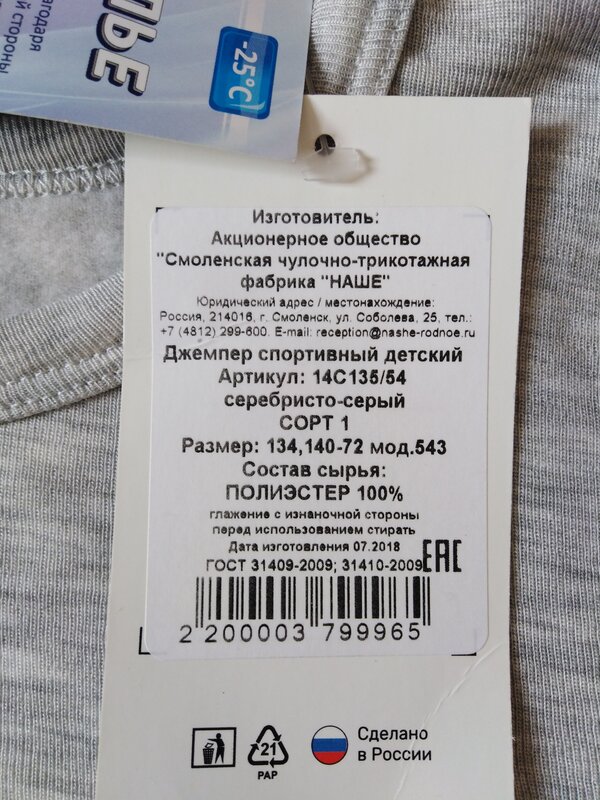 агодаря
й стороны
ЛЬЕ
-25°C
Изготовитель:
Акционерное общество
"Смоленская чулочно-трикотажная
фабрика "НАШЕ"
Юридический адрес / местонахождение:
Россия, 214016, г. Смоленск, ул. Соболева, 25, тел.:
+7 (4812) 299-600. E-mail: reception@nashe-rodnoe.ru
Джемпер спортивный детский
Артикул: 14С135/54
серебристо-серый
СОРТ 1
Размер: 134,140-72 мод.543
Состав сырья:
ПОЛИЭСТЕР 100%
глажение с изнаночной стороны
перед использованием стирать
Дата изготовления 07.2018
ГОСТ 31409-2009; 31410-2009
EAC
2 200003 799965
21
PAP
Сделано
в России